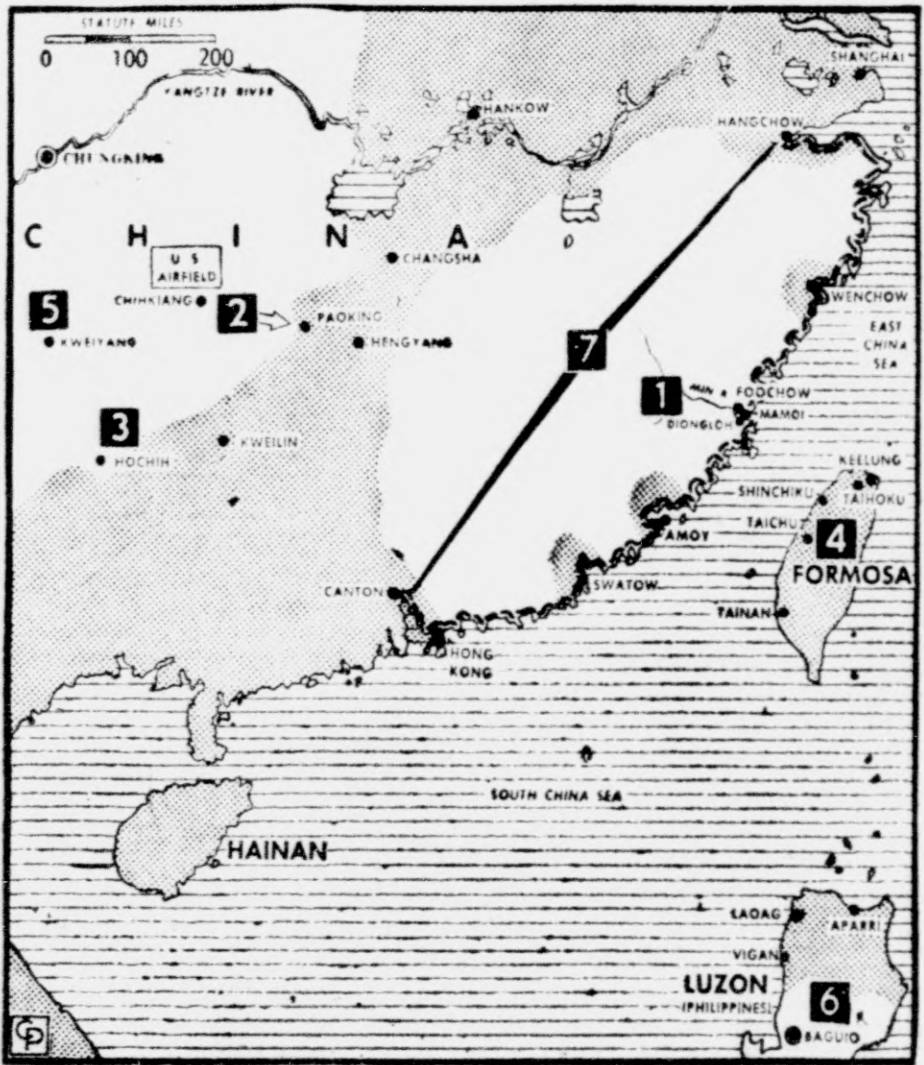 STATUTE MILES
0 100 200
SHANGHAI
YANGTZE RIVER
HANKOW
HANGCHOW
CHUNGKING
C H I N A
U S
AIRFIELD
CHANGSHA
CHIHKIANG
WENCHOW
5
2
PAOKING
KWEIYANG
HENGYANG
EAST
CHINA
SEA
7
1
MIN R
FOOCHOW
MAMOI
DIONGLOH
3
KWEILIN
HOCHIH
KEELUNG
SHINCHIKU
TAIHOKU
TAICHU
4
AMOY
FORMOSA
CANTON
SWATOW
TAINAN
HONG
KONG
SOUTH CHINA SEA
HAINAN
LAOAG
APARRI
VIGAN
LUZON
(PHILIPPINES)
6
BAGUIO
CP